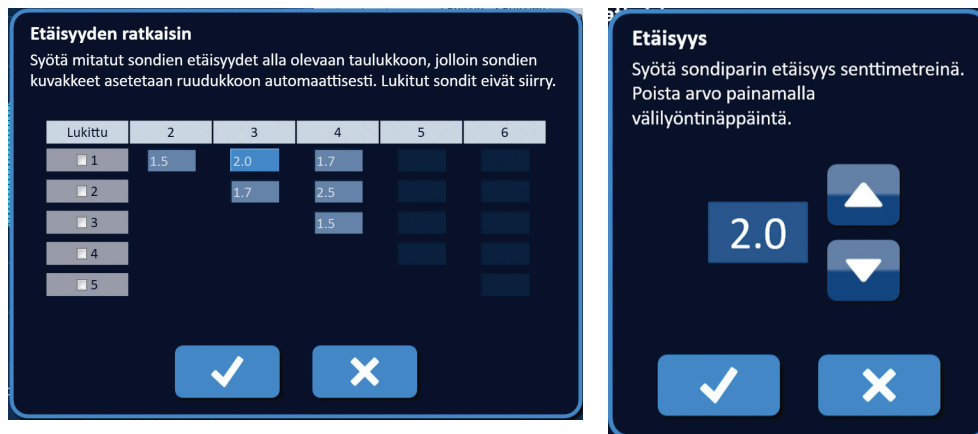 Etäisyyden ratkaisin
Syötä mitatut sondien etäisyydet alla olevaan taulukkoon, jolloin sondien
kuvakkeet asetetaan ruudukkoon automaattisesti. Lukitut sondit eivät siirry.
Lukittu 2 3 4 5 6
1 1.5 2.0 1.7
2 1.7 2.5
3 1.5
4
5
Etäisyys
Syötä sondiparin etäisyys senttimetreinä.
Poista arvo painamalla
välilyöntinäppäintä.
2.0